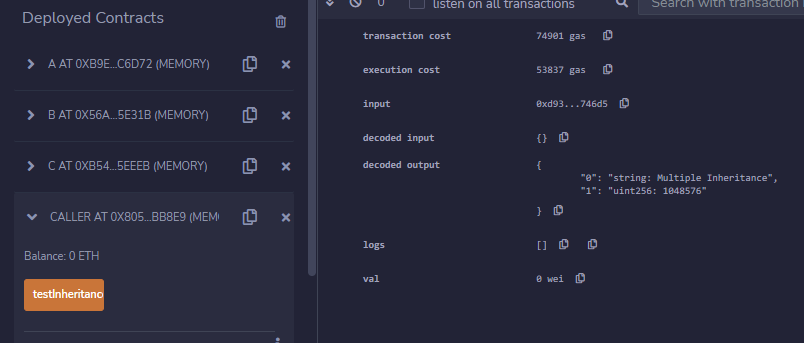 Deployed Contracts
A AT 0XB9E...C6D72 (MEMORY)
B AT 0X56A...5E31B (MEMORY)
C AT 0XB54...5EEEB (MEMORY)
CALLER AT 0X805...BB8E9 (MEM
Balance: 0 ETH
testInheritanc
0
listen on all transactions
Search with transaction
transaction cost 74901 gas
execution cost 53837 gas
input 0xd93...746d5
decoded input {}
decoded output {
"0": "string: Multiple Inheritance",
"1": "uint256: 1048576"
}
logs []
val 0 wei